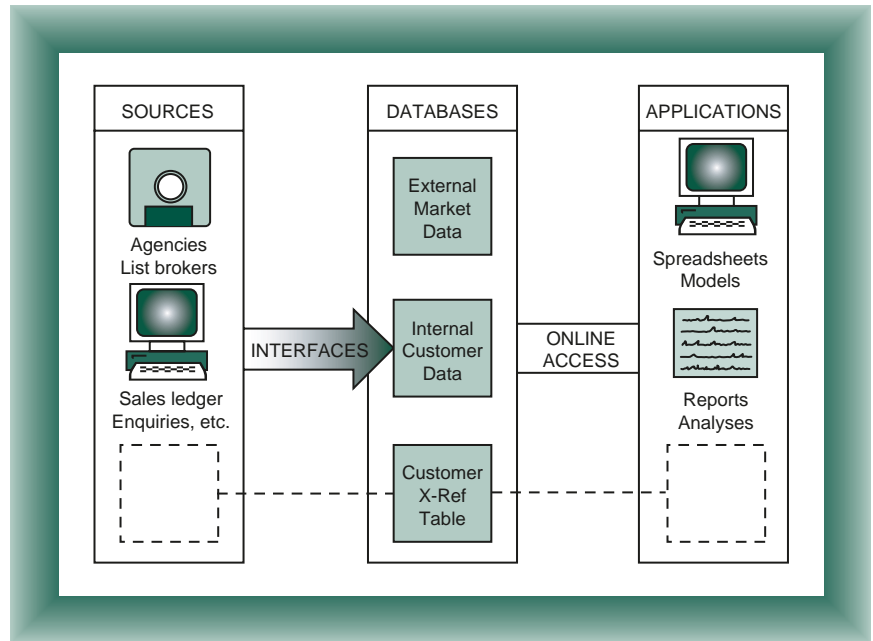 SOURCES
Agencies
List brokers
Sales ledger
Enquiries, etc.
INTERFACES
DATABASES
External
Market
Data
Internal
Customer
Data
Customer
X-Ref
Table
ONLINE
ACCESS
APPLICATIONS
Spreadsheets
Models
Reports
Analyses